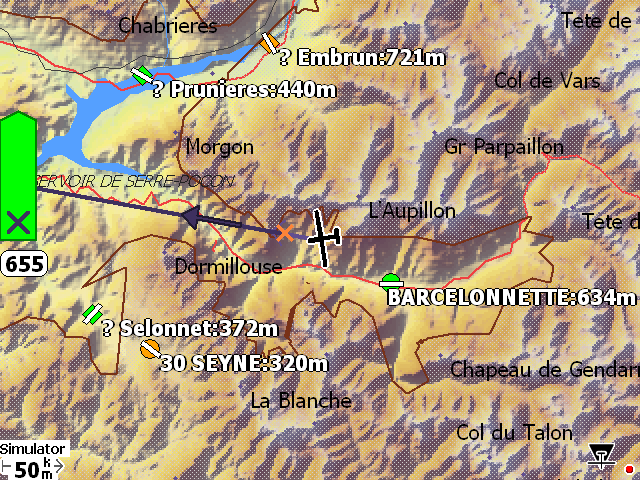 Chabrieres
Tete de
? Embrun:721m
Col de Vars
? Prunieres:440m
Morgon
Gr Parpaillon
ERVOIR DE SERRE-POCON
L'Aupillon
Tete d
655
Dormillouse
BARCELONNETTE:634m
? Selonnet:372m
30 SEYNE:320m
Chapeau de Gendar
La Blanche
Col du Talon
Simulator
50 km